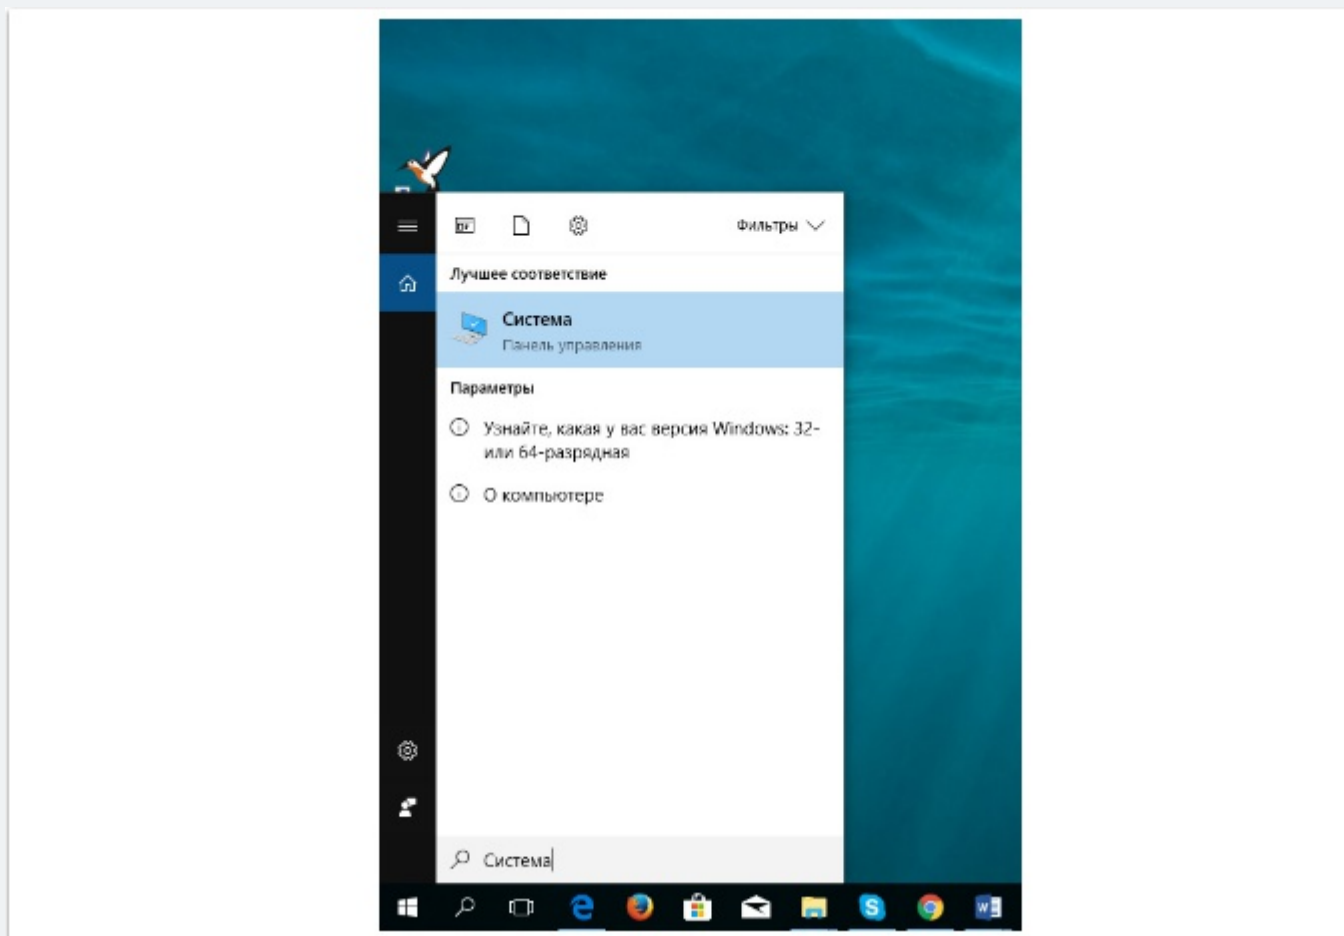 Фильтры
Лучшее соответствие
Система
Панель управления
Параметры
Узнайте, какая у вас версия Windows: 32-
или 64-разрядная
О компьютере
Система